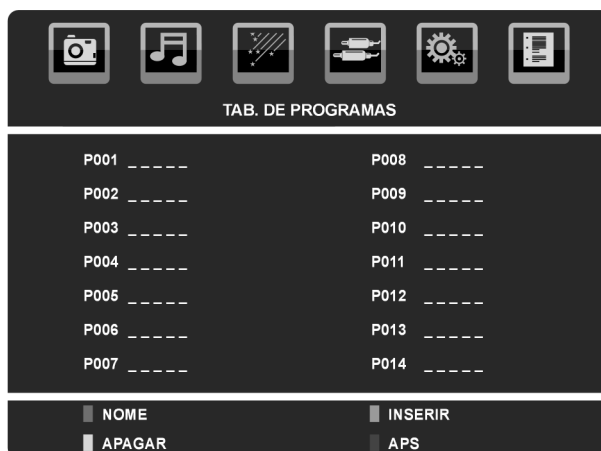 TAB. DE PROGRAMAS
P001 _ _ _ _ _
P002 _ _ _ _ _
P003 _ _ _ _ _
P004 _ _ _ _ _
P005 _ _ _ _ _
P006 _ _ _ _ _
P007 _ _ _ _ _
P008 _ _ _ _ _
P009 _ _ _ _ _
P010 _ _ _ _ _
P011 _ _ _ _ _
P012 _ _ _ _ _
P013 _ _ _ _ _
P014 _ _ _ _ _
NOME
INSERIR
APAGAR
APS